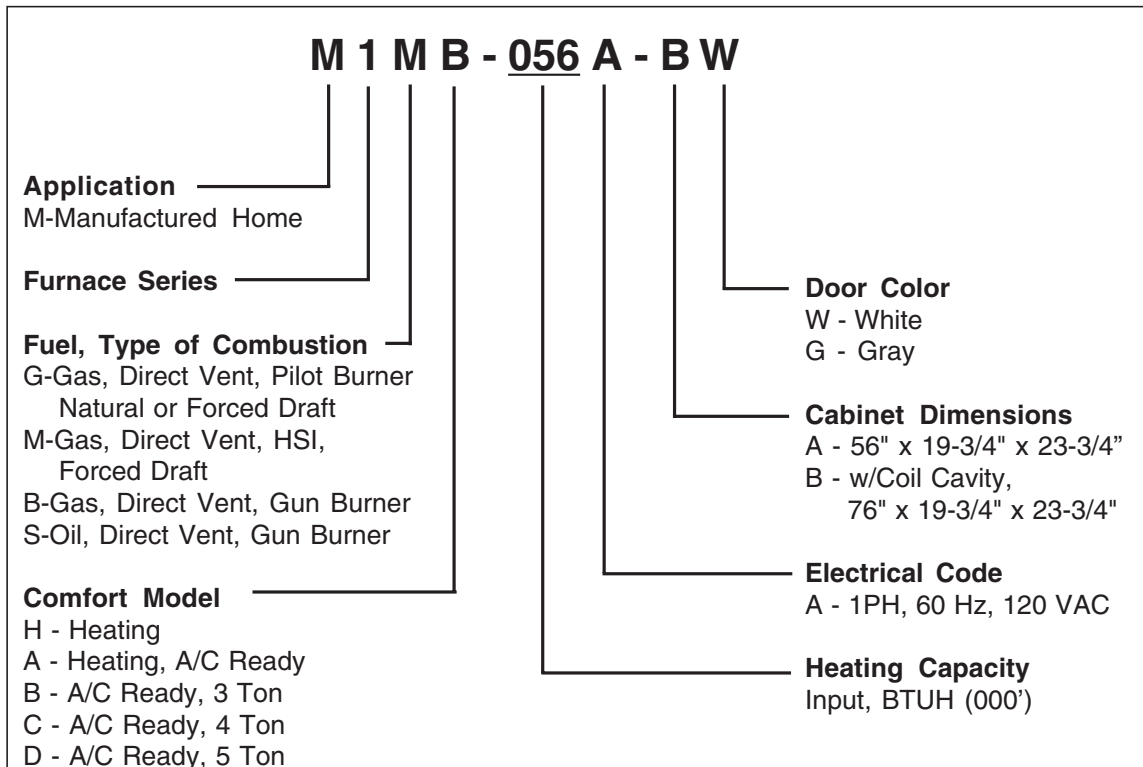 M 1 M B - 056 A - B W
Application
M-Manufactured Home
Furnace Series
Fuel, Type of Combustion
G-Gas, Direct Vent, Pilot Burner
Natural or Forced Draft
M-Gas, Direct Vent, HSI,
Forced Draft
B-Gas, Direct Vent, Gun Burner
S-Oil, Direct Vent, Gun Burner
Comfort Model
H - Heating
A - Heating, A/C Ready
B - A/C Ready, 3 Ton
C - A/C Ready, 4 Ton
D - A/C Ready, 5 Ton
Door Color
W - White
G - Gray
Cabinet Dimensions
A - 56" x 19-3/4" x 23-3/4”
B - w/Coil Cavity,
76" x 19-3/4" x 23-3/4"
Electrical Code
A - 1PH, 60 Hz, 120 VAC
Heating Capacity
Input, BTUH (000’)